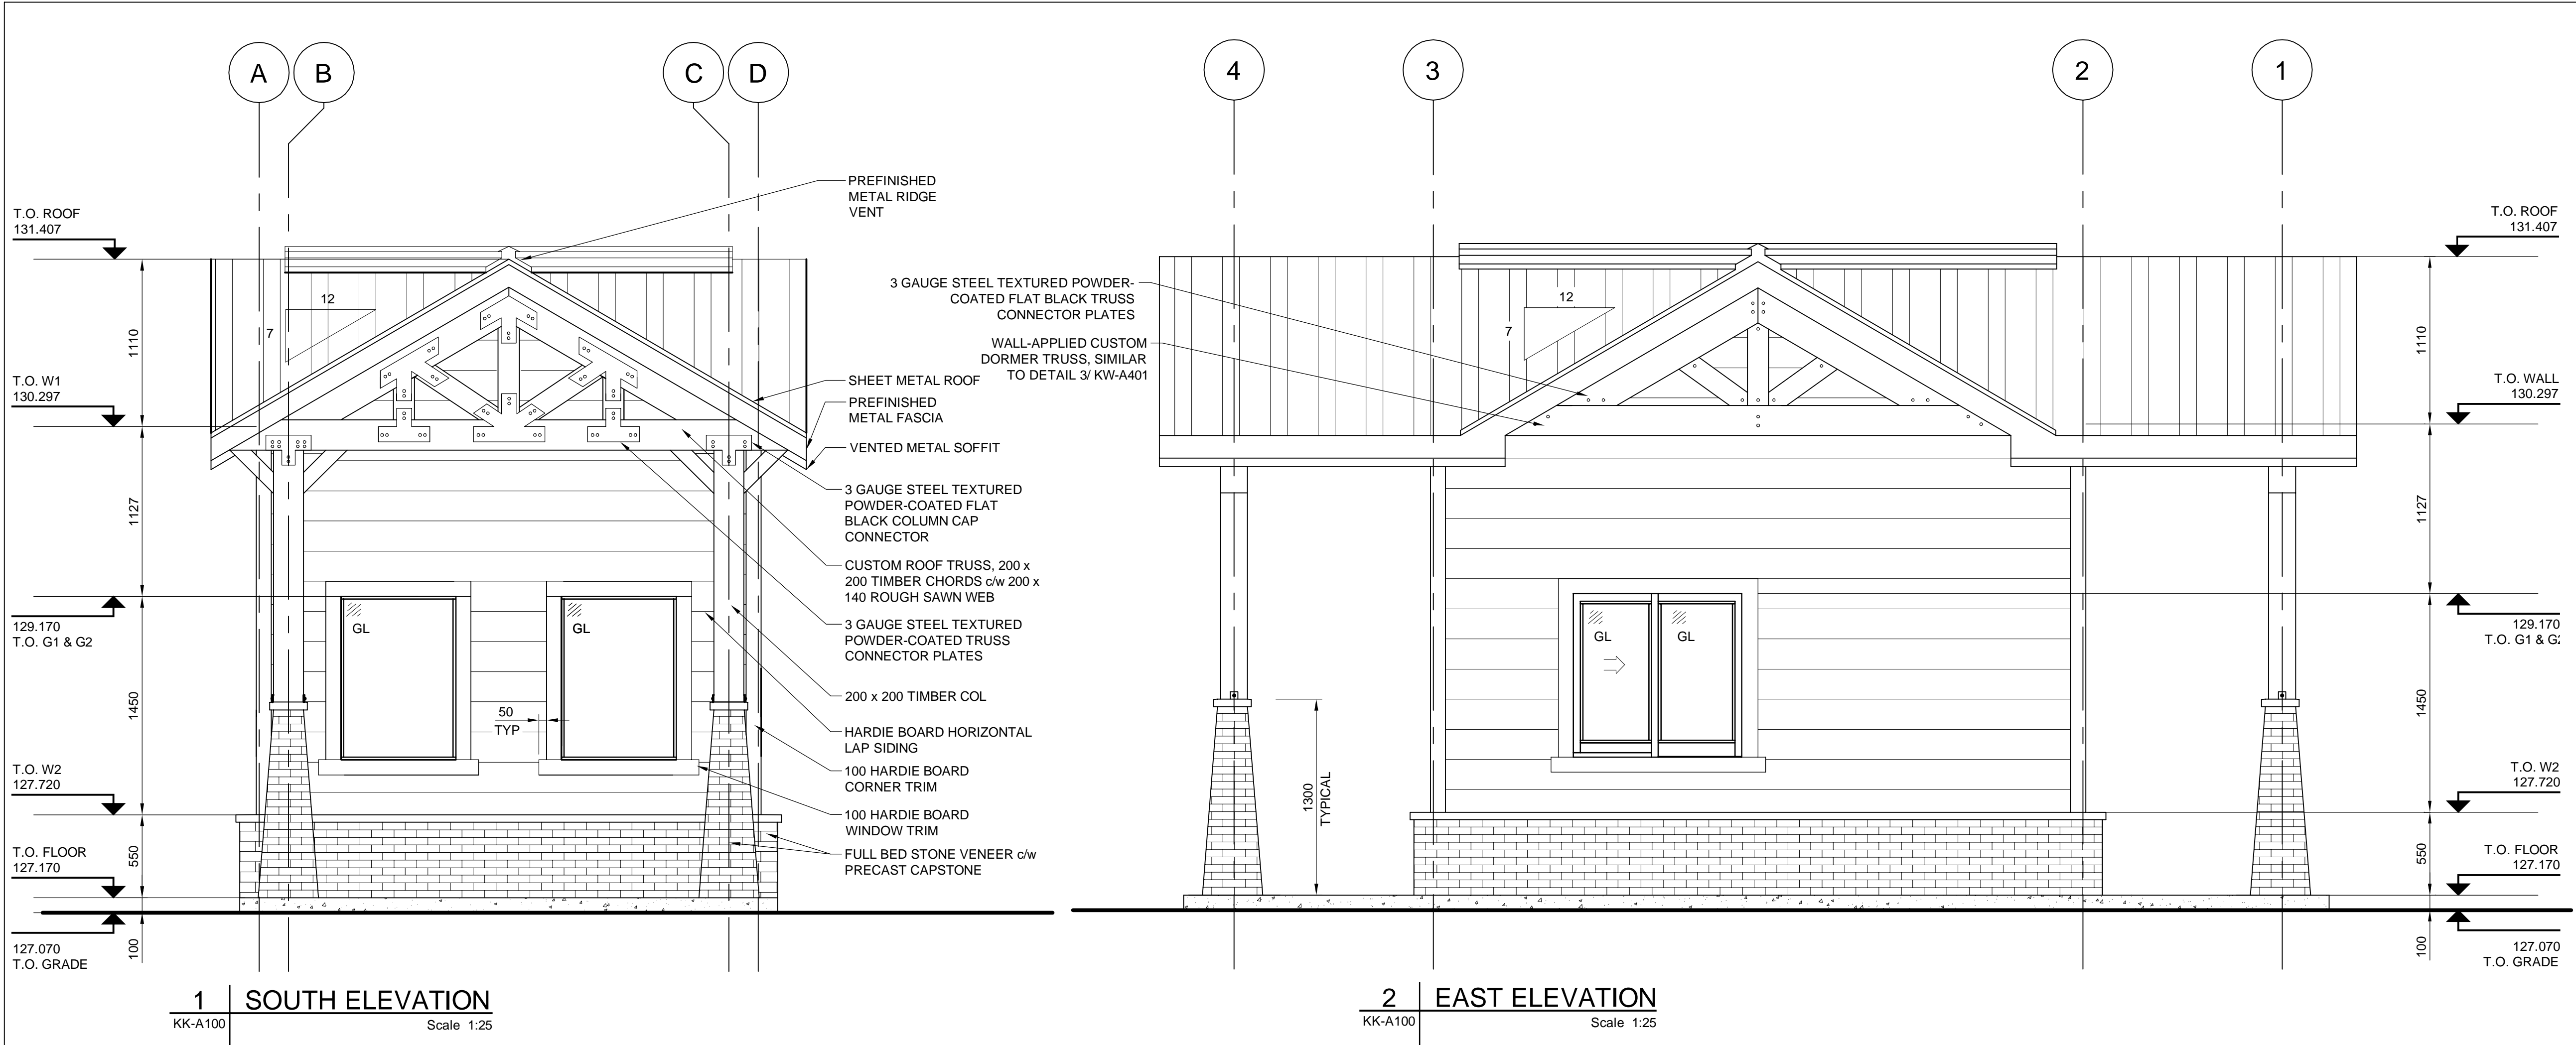 A
B
C
D
T.O. ROOF
131.407
T.O. W1
130.297
129.170
T.O. G1 & G2
T.O. W2
127.720
T.O. FLOOR
127.170
127.070
T.O. GRADE
1110
1127
1450
550
100
12
7
GL
GL
50
TYP
PREFINISHED
METAL RIDGE
VENT
SHEET METAL ROOF
PREFINISHED
METAL FASCIA
VENTED METAL SOFFIT
3 GAUGE STEEL TEXTURED
POWDER-COATED FLAT
BLACK COLUMN CAP
CONNECTOR
CUSTOM ROOF TRUSS, 200 x
200 TIMBER CHORDS c/w 200 x
140 ROUGH SAWN WEB
3 GAUGE STEEL TEXTURED
POWDER-COATED TRUSS
CONNECTOR PLATES
200 x 200 TIMBER COL
HARDIE BOARD HORIZONTAL
LAP SIDING
100 HARDIE BOARD
CORNER TRIM
100 HARDIE BOARD
WINDOW TRIM
FULL BED STONE VENEER c/w
PRECAST CAPSTONE
1
SOUTH ELEVATION
KK-A100
Scale 1:25
4
3
2
1
3 GAUGE STEEL TEXTURED POWDER-
COATED FLAT BLACK TRUSS
CONNECTOR PLATES
WALL-APPLIED CUSTOM
DORMER TRUSS, SIMILAR
TO DETAIL 3/ KW-A401
12
7
GL
GL
1300
TYPICAL
1110
1127
1450
550
100
T.O. ROOF
131.407
T.O. WALL
130.297
129.170
T.O. G1 & G2
T.O. W2
127.720
T.O. FLOOR
127.170
127.070
T.O. GRADE
2
EAST ELEVATION
KK-A100
Scale 1:25